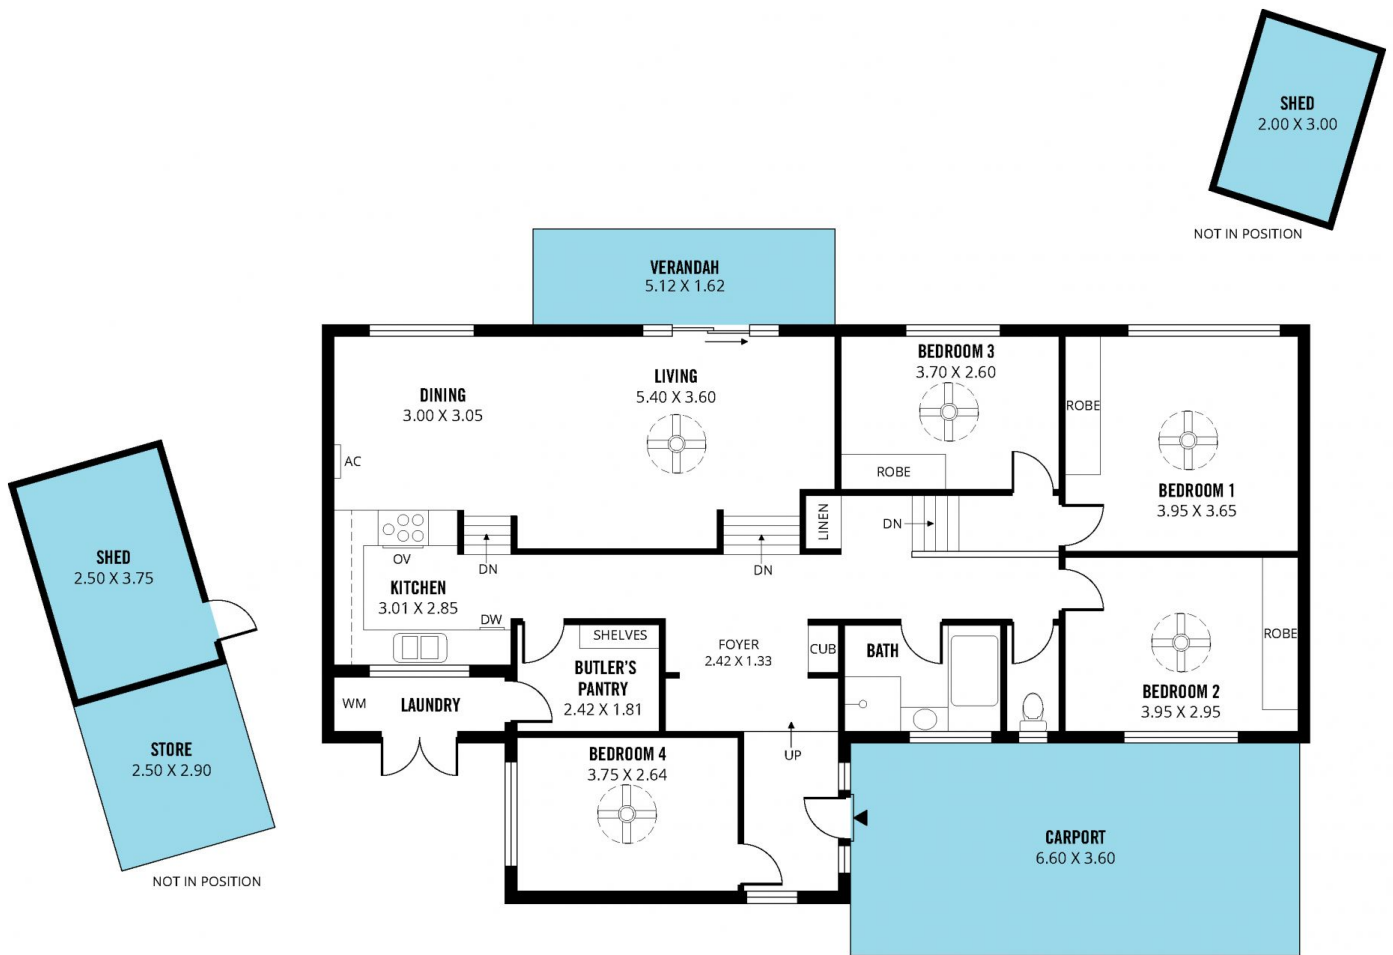 SHED
2.00 X 3.00
NOT IN POSITION
VERANDAH
5.12 X 1.62
DINING
3.00 X 3.05
LIVING
5.40 X 3.60
BEDROOM 3
3.70 X 2.60
ROBE
ROBE
BEDROOM 1
3.95 X 3.65
AC
LINEN
DN
SHED
2.50 X 3.75
OV
DN
DN
KITCHEN
3.01 X 2.85
DW
SHELVES
FOYER
2.42 X 1.33
CUB
BATH
ROBE
BUTLER'S
PANTRY
2.42 X 1.81
BEDROOM 2
3.95 X 2.95
WM
LAUNDRY
STORE
2.50 X 2.90
NOT IN POSITION
BEDROOM 4
3.75 X 2.64
UP
CARPORT
6.60 X 3.60